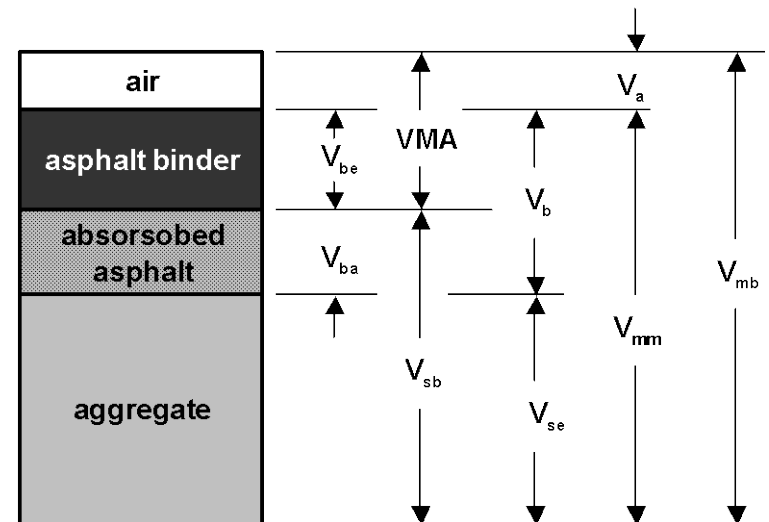 air
asphalt binder
absorsobed
asphalt
aggregate
V_be
V_ba
VMA
V_sb
V_b
V_se
V_a
V_mm
V_mb